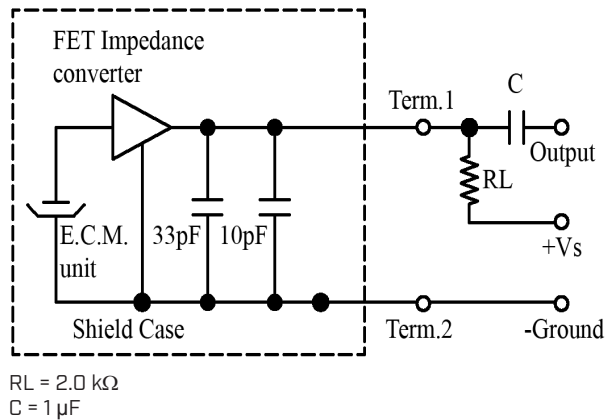 FET Impedance
converter
Term.1
C
Output
RL
+Vs
E.C.M.
unit
33pF
10pF
Shield Case
Term.2
-Ground
RL = 2.0 kΩ
C = 1 µF